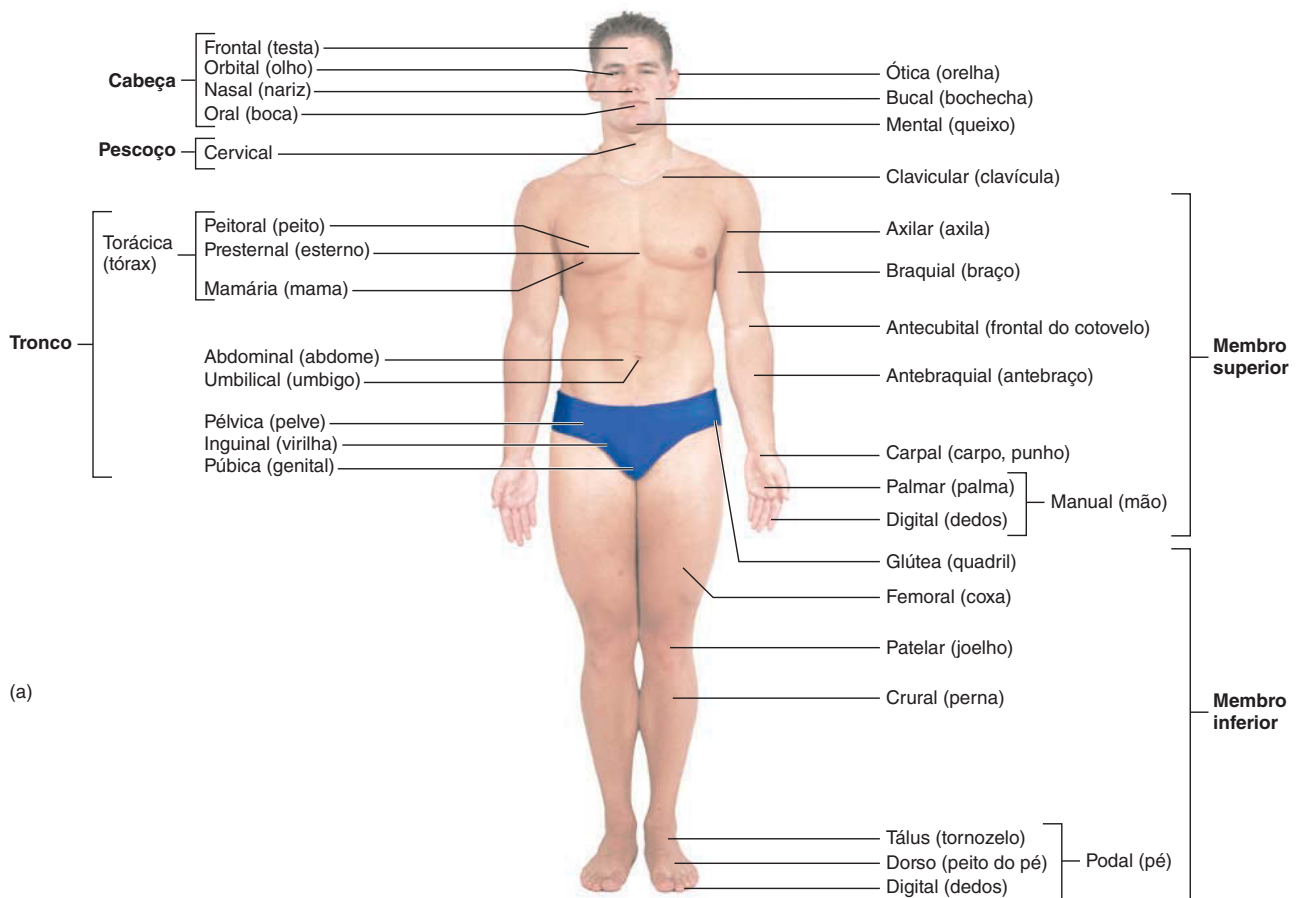 Cabeça
Frontal (testa)
Orbital (olho)
Nasal (nariz)
Oral (boca)
Pescoço
Cervical
Tronco
Torácica
(tórax)
Peitoral (peito)
Presternal (esterno)
Mamária (mama)
Abdominal (abdome)
Umbilical (umbigo)
Pélvica (pelve)
Inguinal (virilha)
Púbica (genital)
(a)
Ótica (orelha)
Bucal (bochecha)
Mental (queixo)
Clavicular (clavícula)
Axilar (axila)
Braquial (braço)
Antecubital (frontal do cotovelo)
Antebraquial (antebraço)
Carpal (carpo, punho)
Palmar (palma)
Digital (dedos)
Manual (mão)
Membro
superior
Glútea (quadril)
Femoral (coxa)
Patelar (joelho)
Crural (perna)
Tálus (tornozelo)
Dorso (peito do pé)
Digital (dedos)
Podal (pé)
Membro
inferior